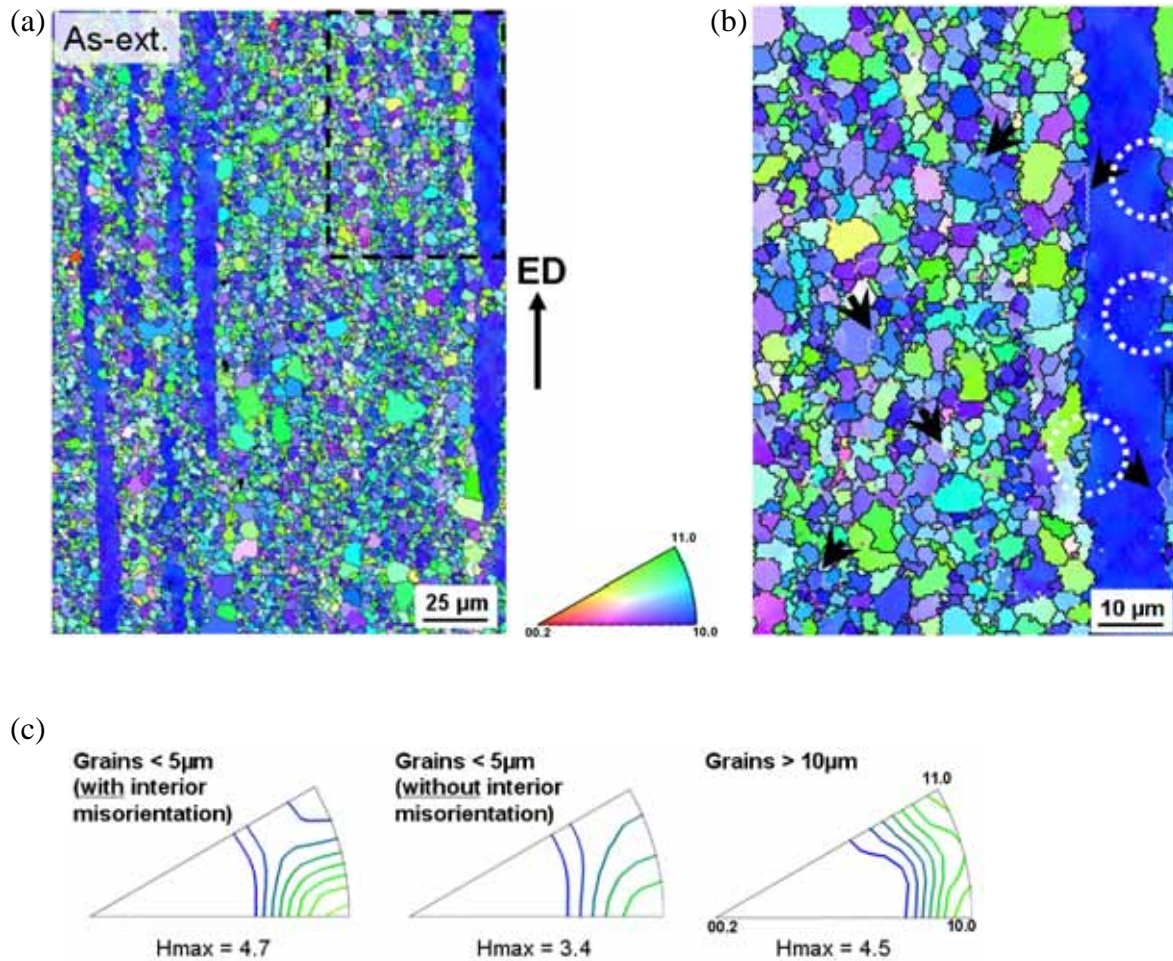 (a)
As-ext.
25 µm
ED
11.0
00.2
10.0
(b)
10 µm
(c)
Grains < 5µm
(with interior
misorientation)
Hmax = 4.7
Grains < 5µm
(without interior
misorientation)
Hmax = 3.4
Grains > 10µm
11.0
00.2
10.0
Hmax = 4.5